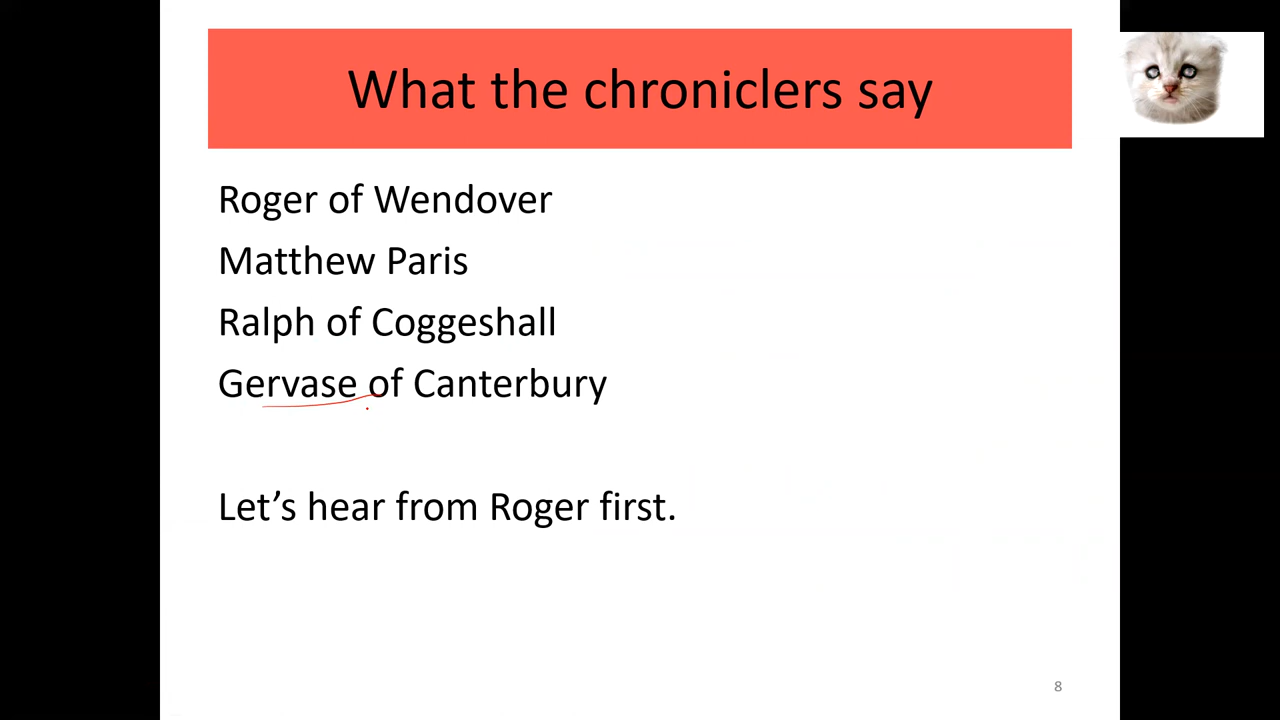 What the chroniclers say
Roger of Wendover
Matthew Paris
Ralph of Coggeshall
Gervase of Canterbury
Let’s hear from Roger first.
8